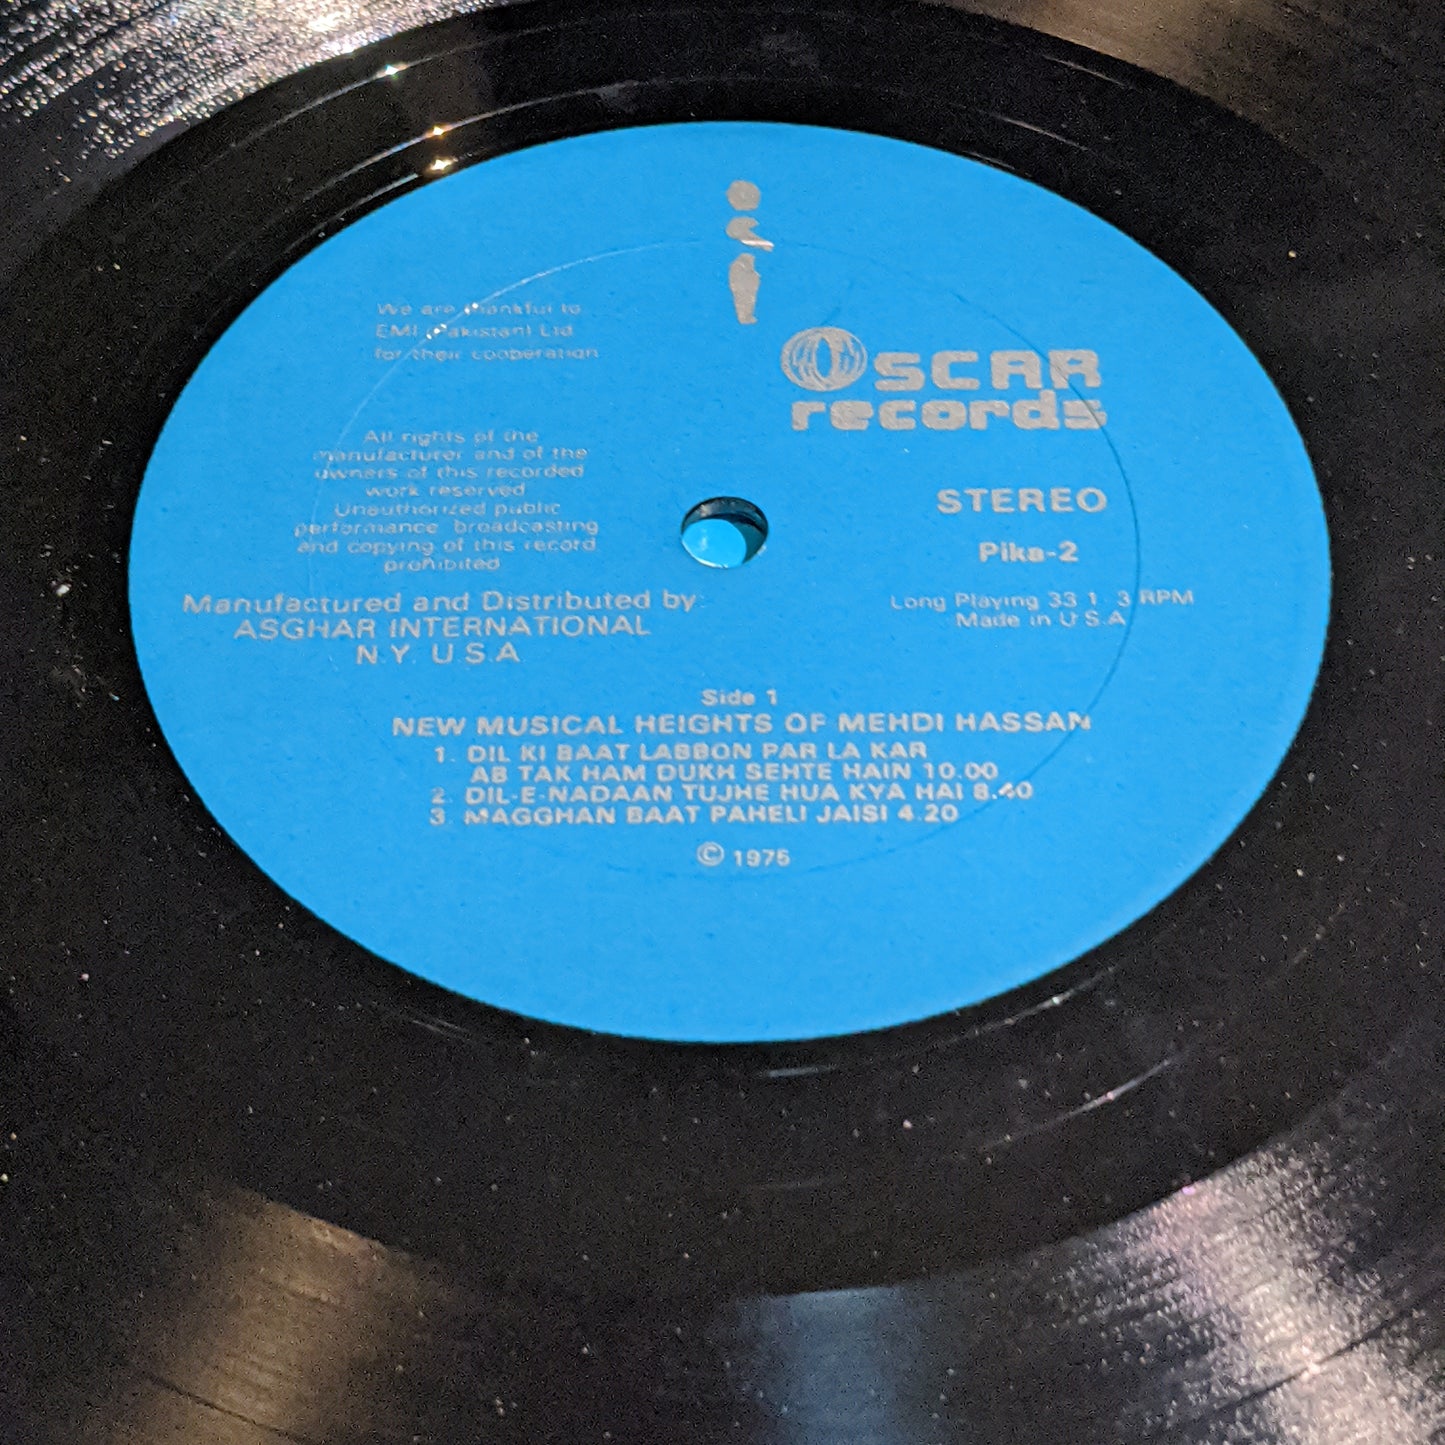 We are thankful to
EMI (Pakistan) Ltd
for their cooperation
OSCAR
records
All rights of the
manufacturer and of the
owners of this recorded
work reserved
Unauthorized public
performance broadcasting
and copying of this record
prohibited
STEREO
Pika-2
Manufactured and Distributed by:
ASGHAR INTERNATIONAL
N.Y. U.S.A
Long Playing 33 1 3 RPM
Made in U.S.A
Side 1
NEW MUSICAL HEIGHTS OF MEHDI HASSAN
1. DIL KI BAAT LABBON PAR LA KAR
AB TAK HAM DUKH SEHTE HAIN 10.00
2. DIL-E-NADAAN TUJHE HUA KYA HAI 8.40
3. MAGGHAN BAAT PAHELI JAISI 4.20
© 1975